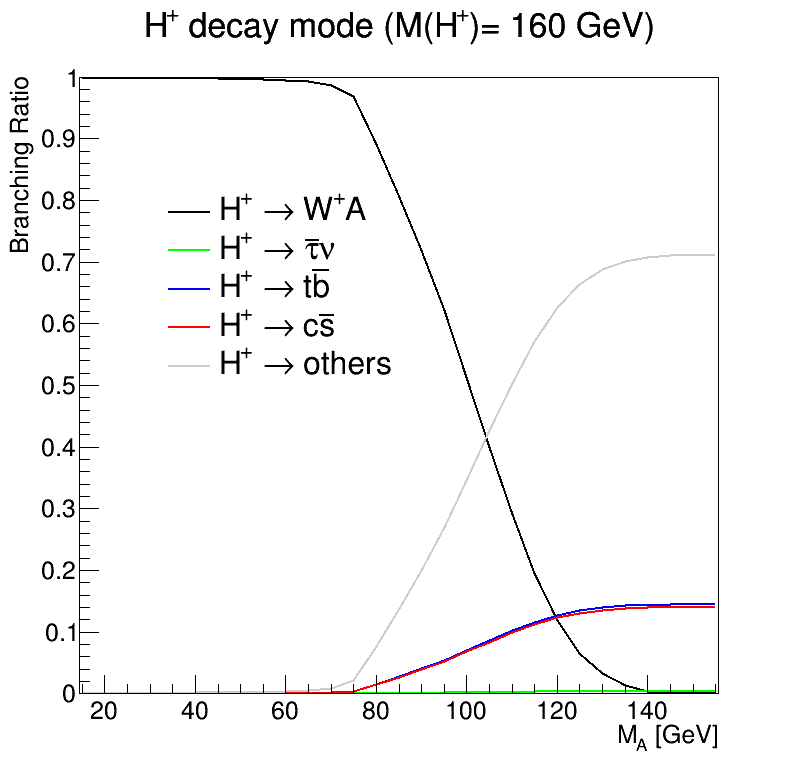 H⁺ decay mode (M(H⁺)= 160 GeV)
Branching Ratio
1
0.9
0.8
0.7
0.6
0.5
0.4
0.3
0.2
0.1
0
H⁺ → W⁺A
H⁺ → τ̅ν
H⁺ → tb̅
H⁺ → cs̅
H⁺ → others
20 40 60 80 100 120 140
M_A [GeV]